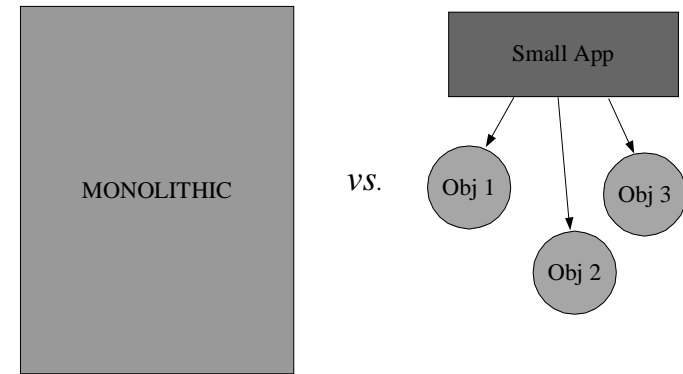 MONOLITHIC
vs.
Small App
Obj 1
Obj 2
Obj 3